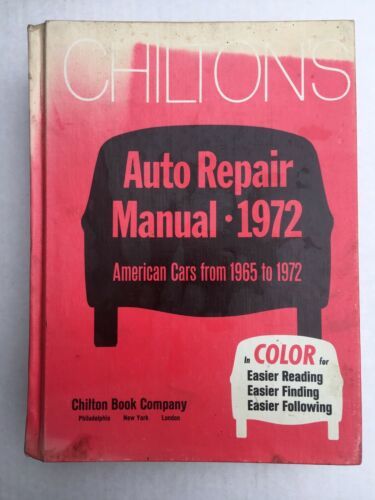 CHILTONS
Auto Repair
Manual · 1972
American Cars from 1965 to 1972
In COLOR for
Easier Reading
Easier Finding
Easier Following
Chilton Book Company
Philadelphia New York London